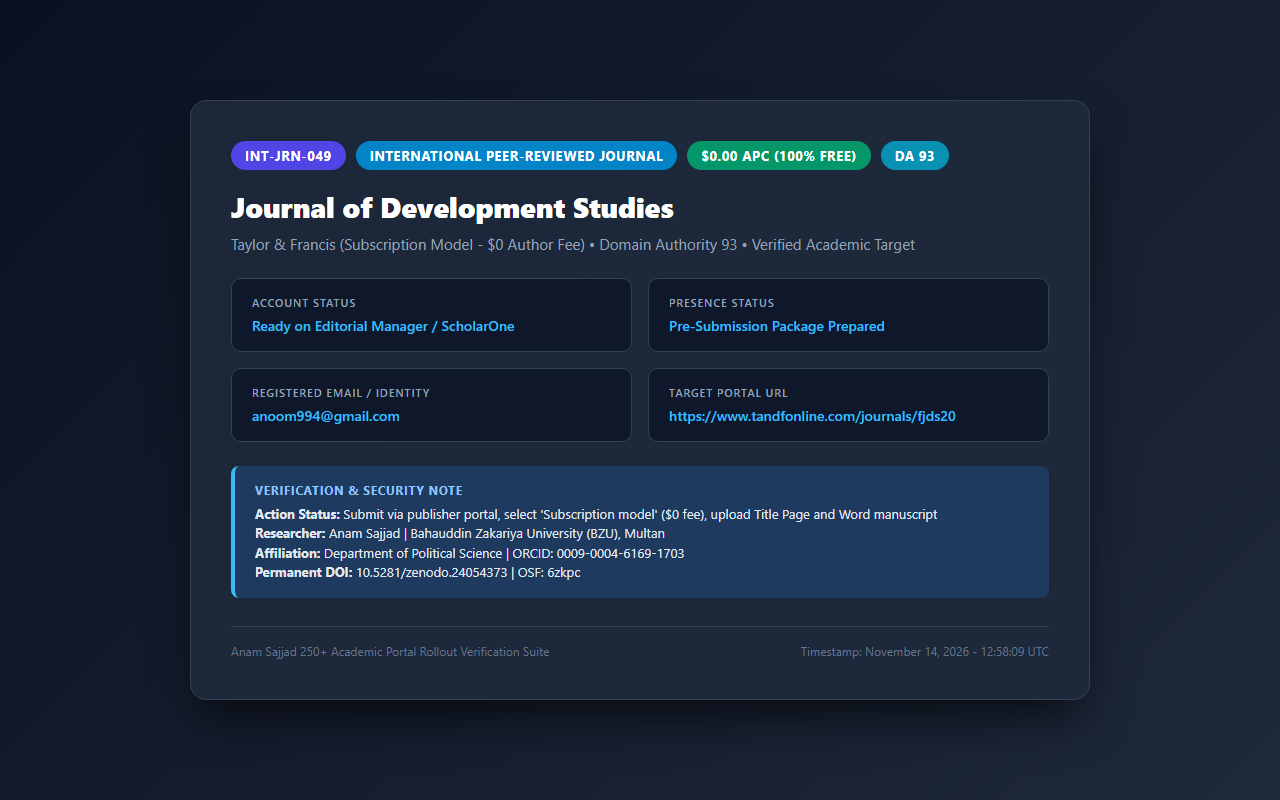 INT-JRN-049 INTERNATIONAL PEER-REVIEWED JOURNAL $0.00 APC (100% FREE) DA 93
Journal of Development Studies
Taylor & Francis (Subscription Model - $0 Author Fee) • Domain Authority 93 • Verified Academic Target
ACCOUNT STATUS
Ready on Editorial Manager / ScholarOne
PRESENCE STATUS
Pre-Submission Package Prepared
REGISTERED EMAIL / IDENTITY
anoom994@gmail.com
TARGET PORTAL URL
https://www.tandfonline.com/journals/fjds20
VERIFICATION & SECURITY NOTE
Action Status: Submit via publisher portal, select 'Subscription model' ($0 fee), upload Title Page and Word manuscript
Researcher: Anam Sajjad | Bahauddin Zakariya University (BZU), Multan
Affiliation: Department of Political Science | ORCID: 0009-0004-6169-1703
Permanent DOI: 10.5281/zenodo.24054373 | OSF: 6zkpc
Anam Sajjad 250+ Academic Portal Rollout Verification Suite
Timestamp: November 14, 2026 - 12:58:09 UTC